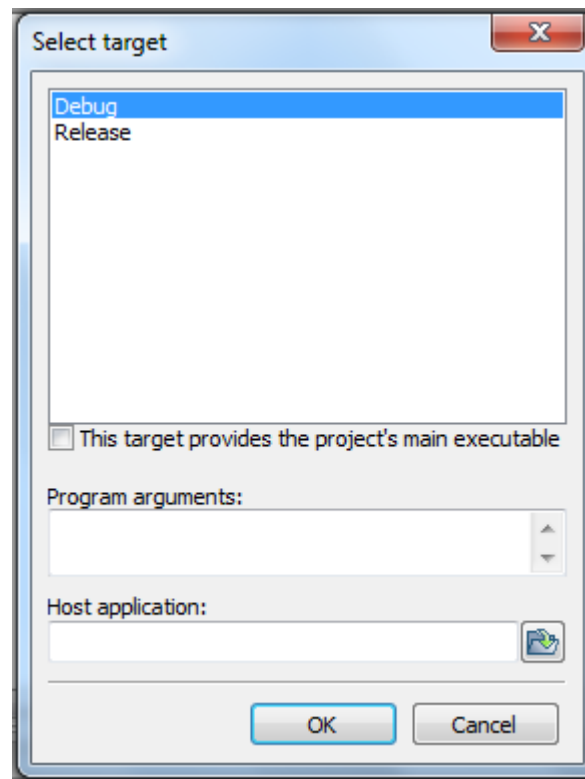 Select target
Debug
Release
This target provides the project's main executable
Program arguments:
Host application:
OK
Cancel